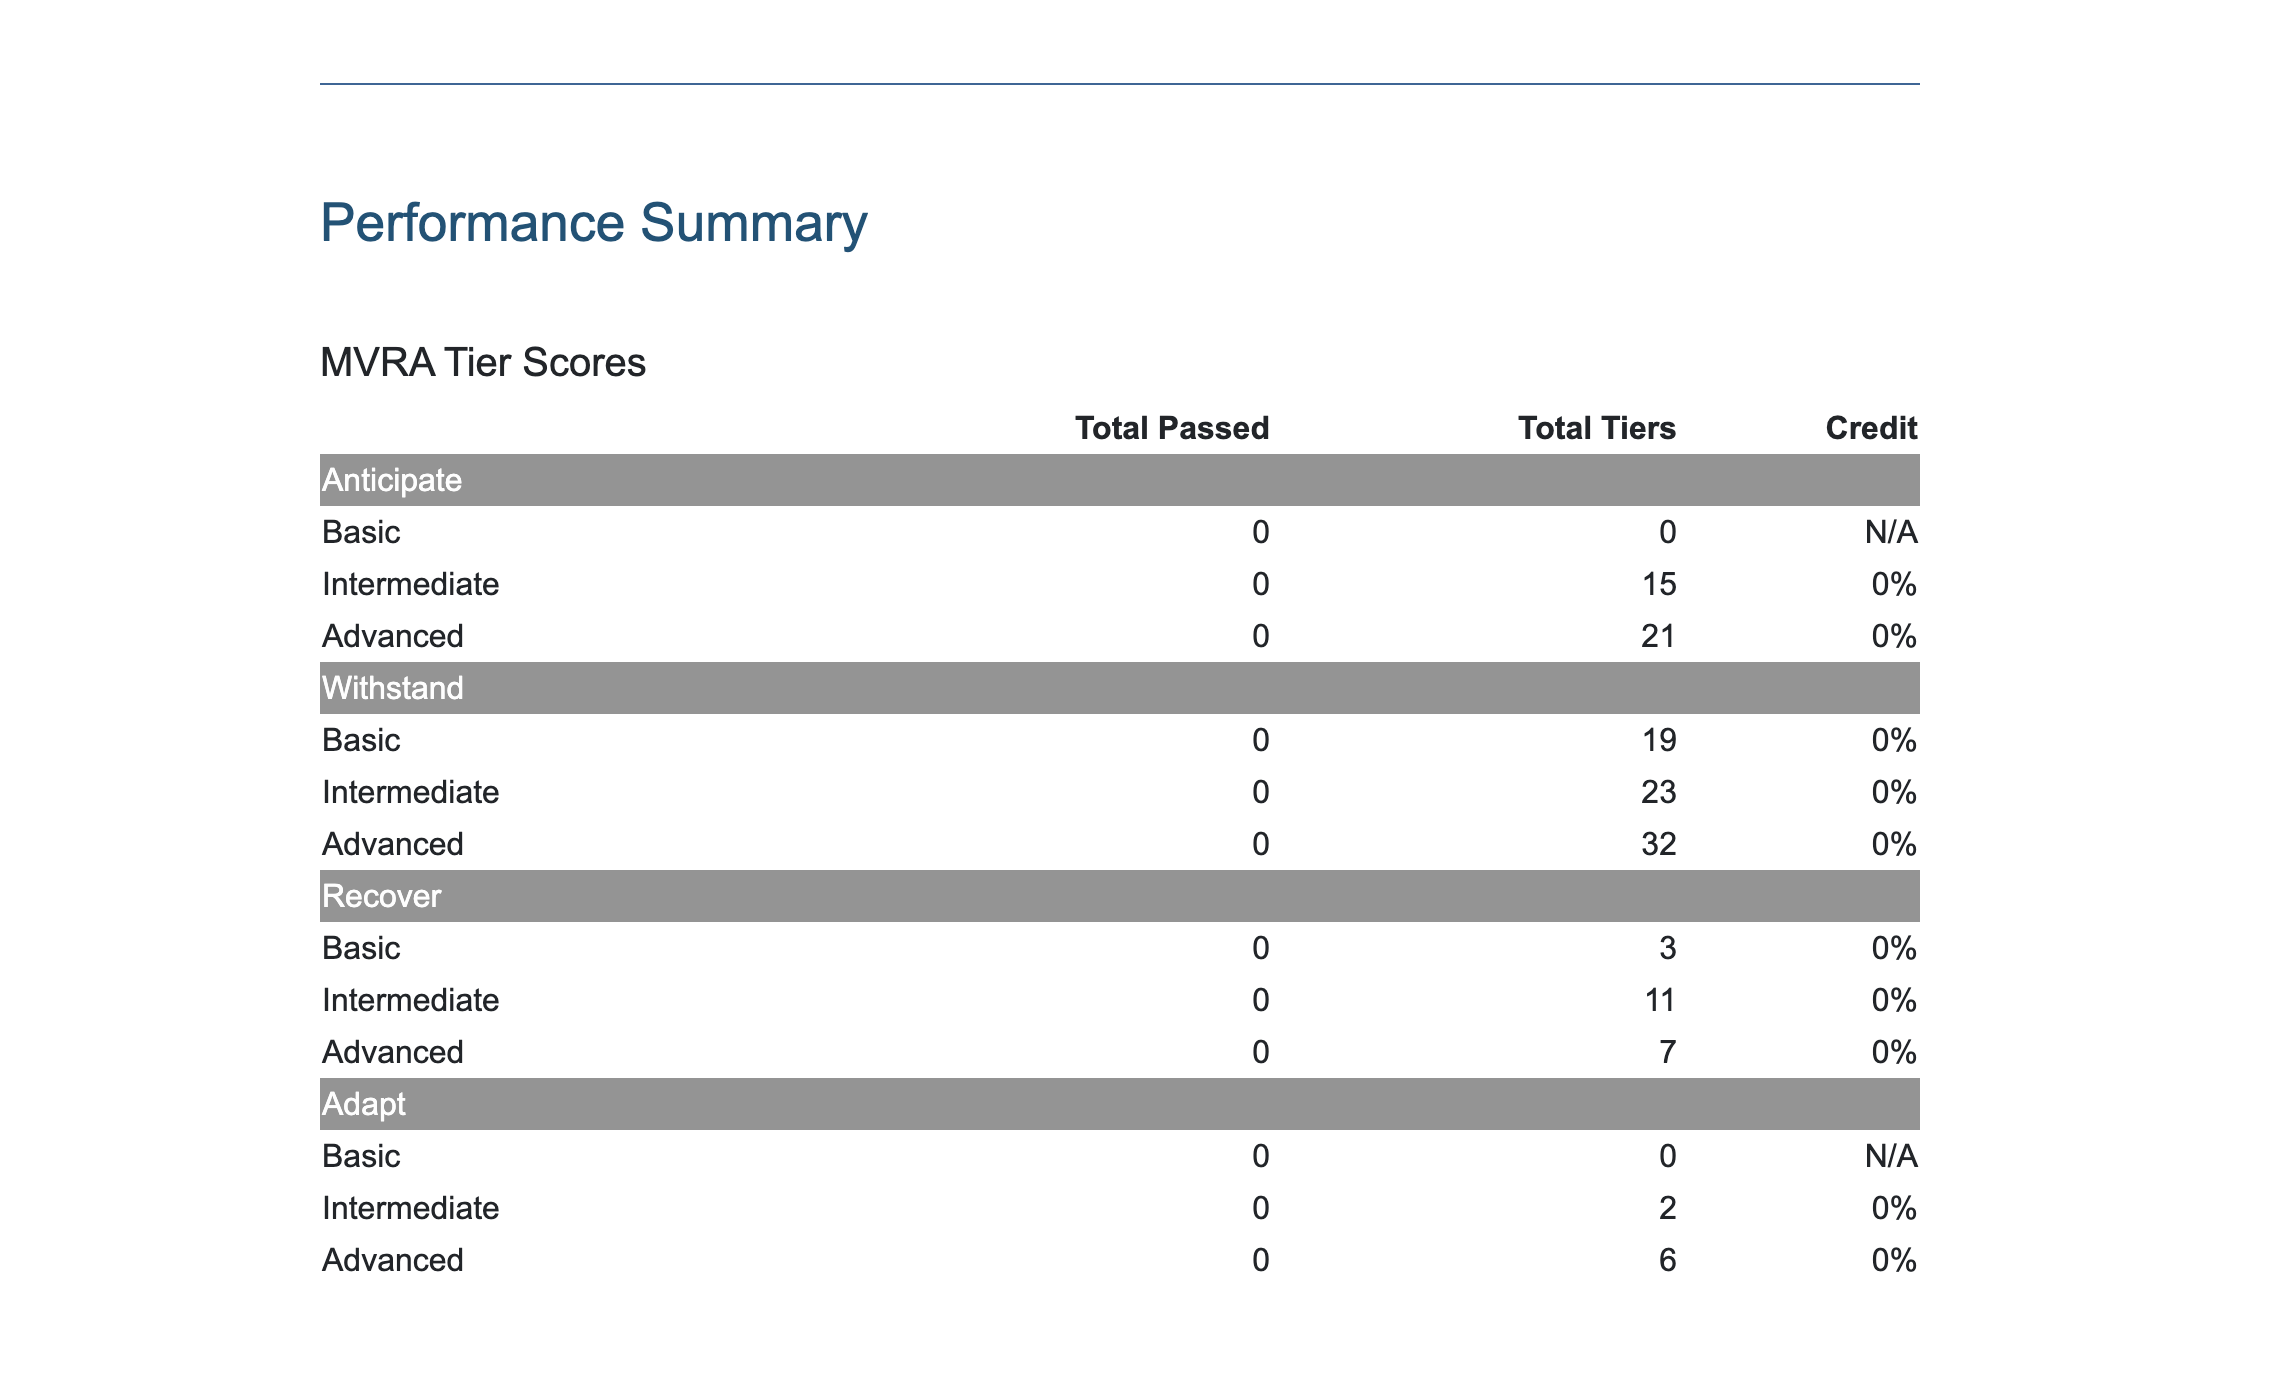 Performance Summary
MVRA Tier Scores
Total Passed Total Tiers Credit
Anticipate
Basic 0 0 N/A
Intermediate 0 15 0%
Advanced 0 21 0%
Withstand
Basic 0 19 0%
Intermediate 0 23 0%
Advanced 0 32 0%
Recover
Basic 0 3 0%
Intermediate 0 11 0%
Advanced 0 7 0%
Adapt
Basic 0 0 N/A
Intermediate 0 2 0%
Advanced 0 6 0%